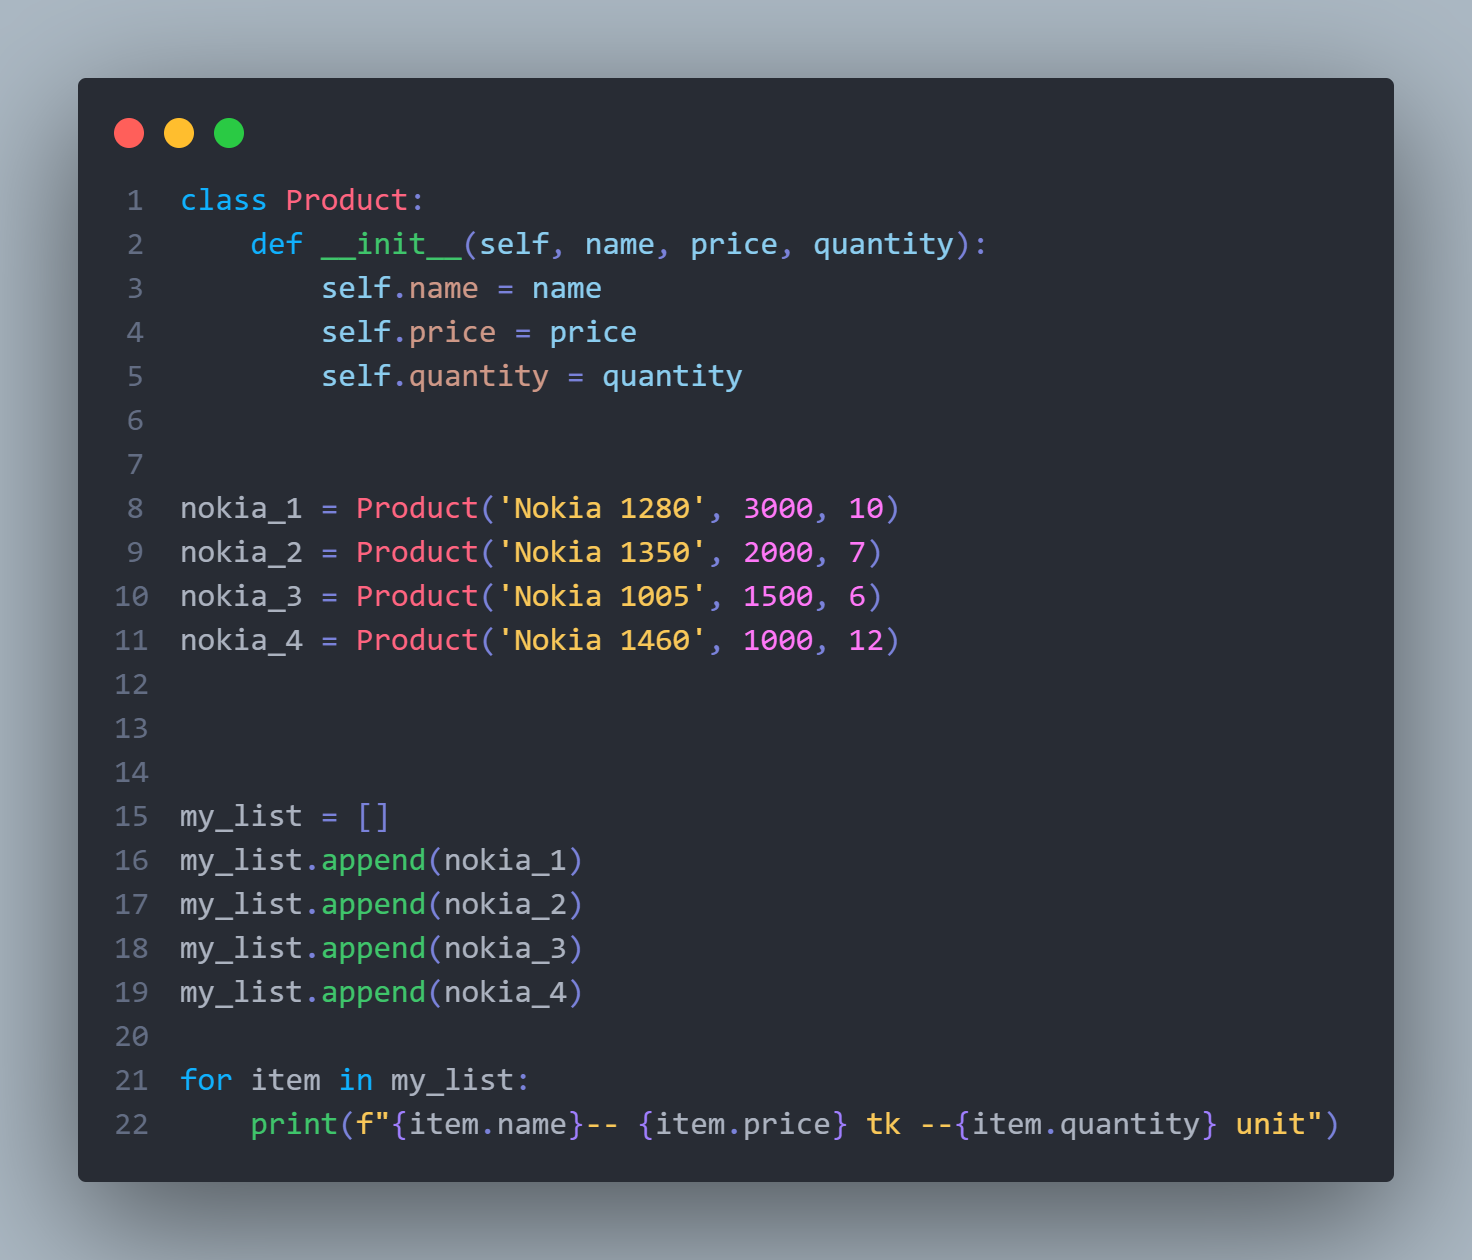 1 class Product:
2     def __init__(self, name, price, quantity):
3         self.name = name
4         self.price = price
5         self.quantity = quantity
6
7
8 nokia_1 = Product('Nokia 1280', 3000, 10)
9 nokia_2 = Product('Nokia 1350', 2000, 7)
10 nokia_3 = Product('Nokia 1005', 1500, 6)
11 nokia_4 = Product('Nokia 1460', 1000, 12)
12
13
14
15 my_list = []
16 my_list.append(nokia_1)
17 my_list.append(nokia_2)
18 my_list.append(nokia_3)
19 my_list.append(nokia_4)
20
21 for item in my_list:
22     print(f"{item.name}-- {item.price} tk --{item.quantity} unit")